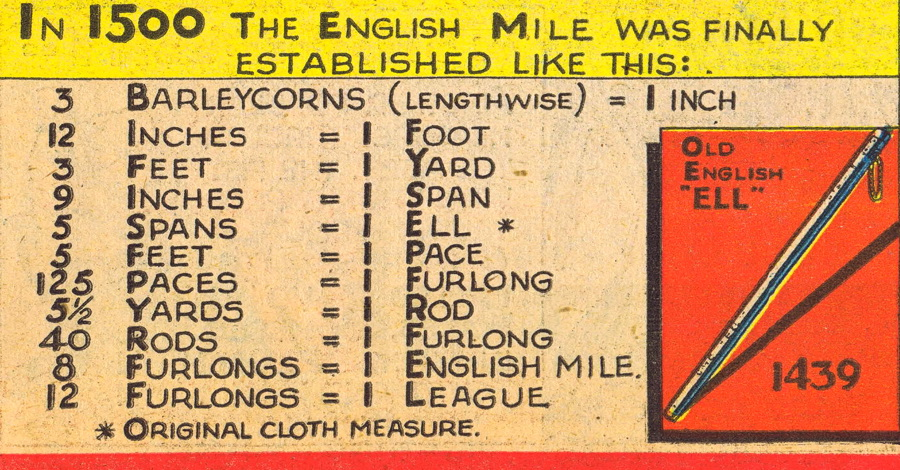 IN 1500 THE ENGLISH MILE WAS FINALLY
ESTABLISHED LIKE THIS:
3 BARLEYCORNS (LENGTHWISE) = 1 INCH
12 INCHES = 1 FOOT
3 FEET = 1 YARD
9 INCHES = 1 SPAN
5 SPANS = 1 ELL *
5 FEET = 1 PACE
125 PACES = 1 FURLONG
5½ YARDS = 1 ROD
40 RODS = 1 FURLONG
8 FURLONGS = 1 ENGLISH MILE.
12 FURLONGS = 1 LEAGUE
* ORIGINAL CLOTH MEASURE.
OLD
ENGLISH
"ELL"
1439